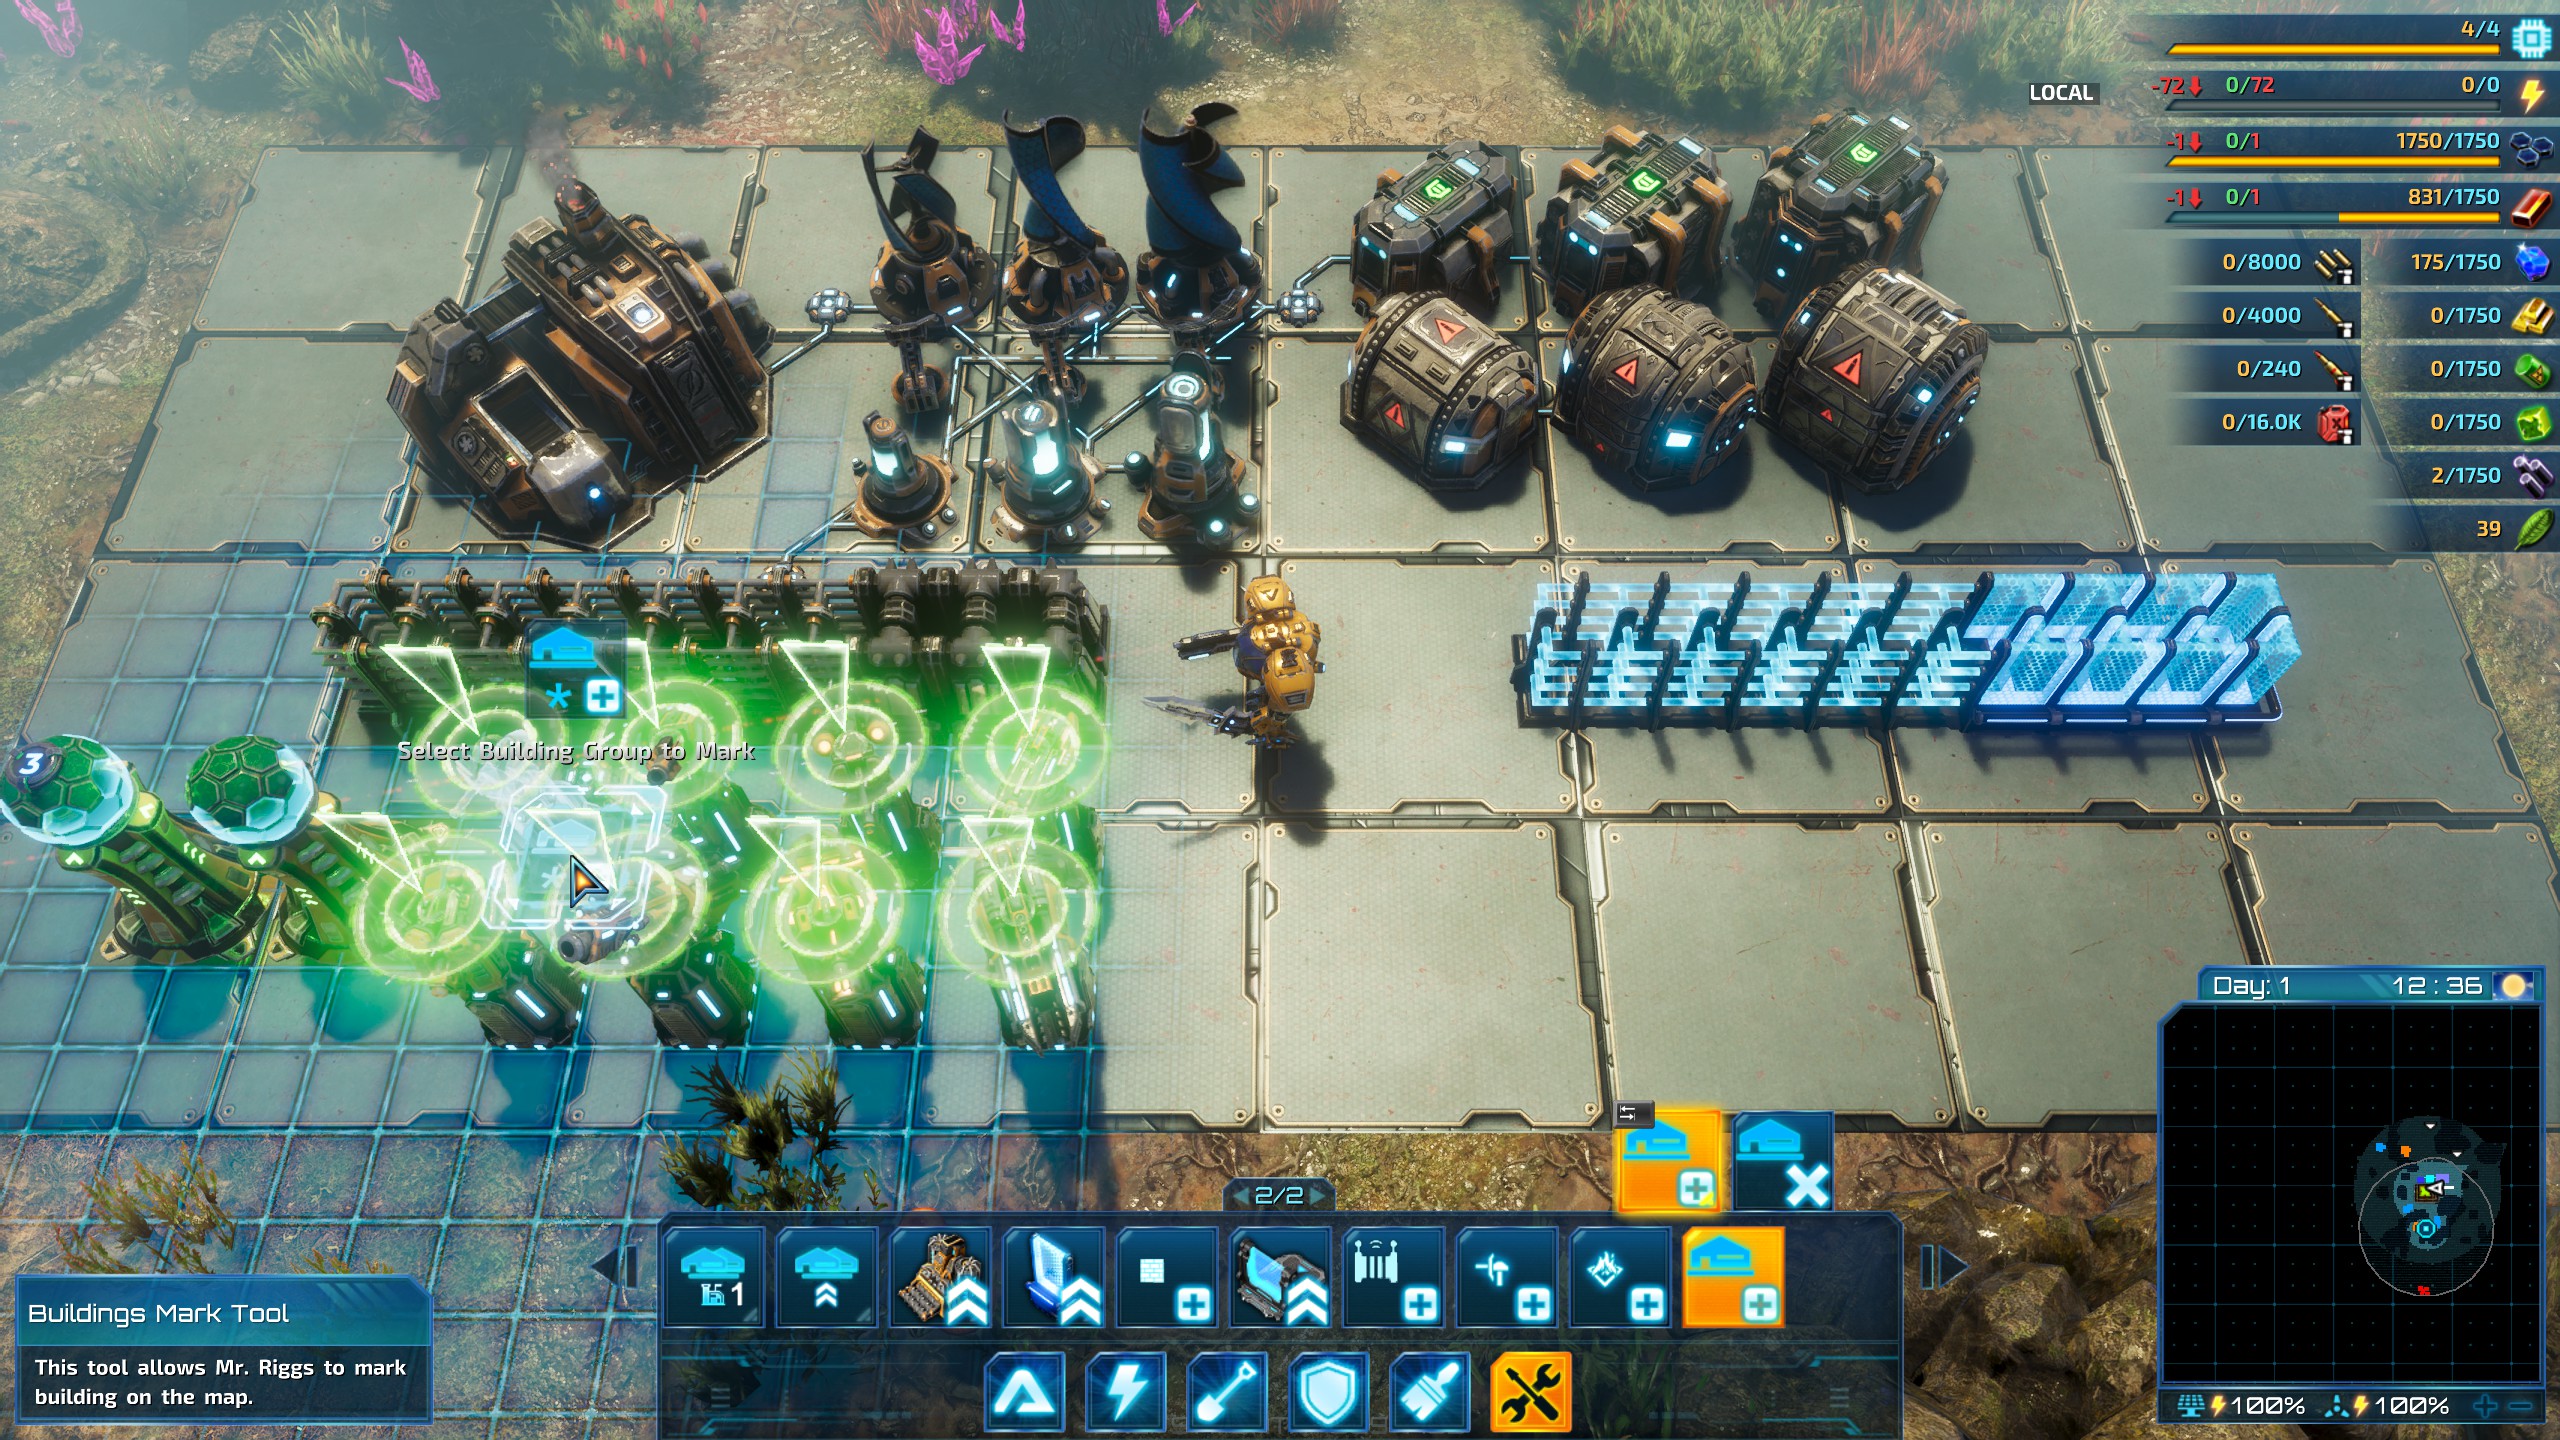 4/4
LOCAL
-72 0/72 0/0
-1 0/1 1750/1750
-1 0/1 831/1750
0/8000 175/1750
0/4000 0/1750
0/240 0/1750
0/16.0K 0/1750
2/1750
39
Select Building Group to Mark
3
Day: 1 12:36
2/2
1
Buildings Mark Tool
This tool allows Mr. Riggs to mark
building on the map.
100% 100%